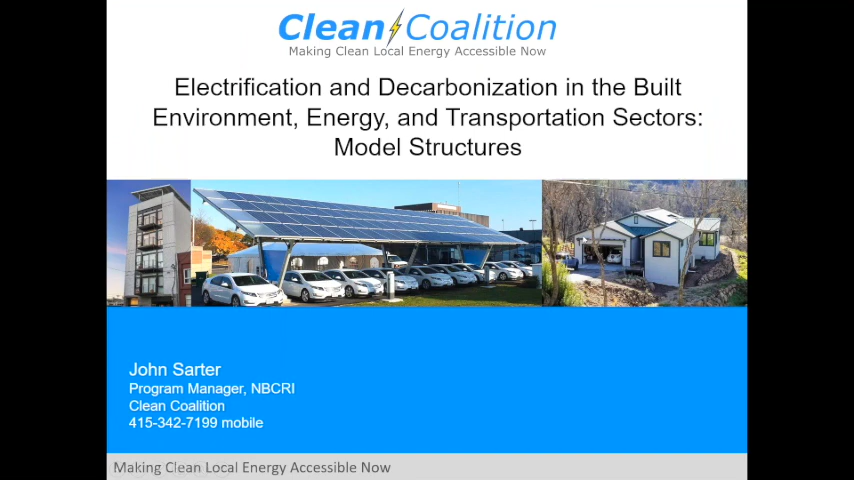 Clean Coalition
Making Clean Local Energy Accessible Now
Electrification and Decarbonization in the Built
Environment, Energy, and Transportation Sectors:
Model Structures
John Sarter
Program Manager, NBCRI
Clean Coalition
415-342-7199 mobile
Making Clean Local Energy Accessible Now